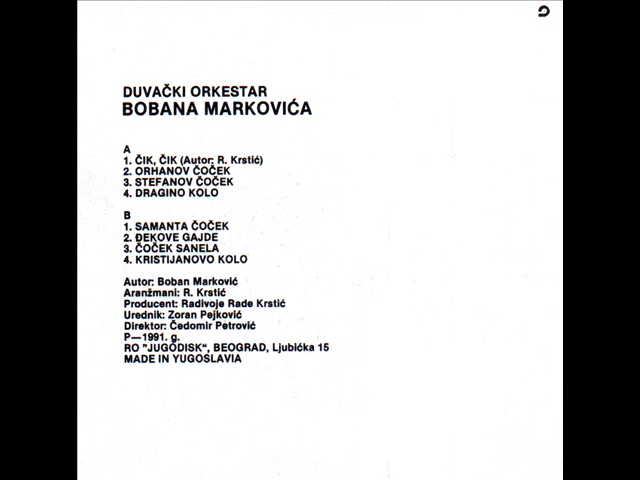 DUVAČKI ORKESTAR
BOBANA MARKOVIĆA
A
1. ČIK, ČIK (Autor: R. Krstić)
2. ORHANOV ČOČEK
3. STEFANOV ČOČEK
4. DRAGINO KOLO
B
1. SAMANTA ČOČEK
2. ĐEKOVE GAJDE
3. ČOČEK SANELA
4. KRISTIJANOVO KOLO
Autor: Boban Marković
Aranžmani: R. Krstić
Producent: Radivoje Rade Krstić
Urednik: Zoran Pejković
Direktor: Čedomir Petrović
P—1991. g.
RO "JUGODISK“, BEOGRAD, Ljubička 15
MADE IN YUGOSLAVIA